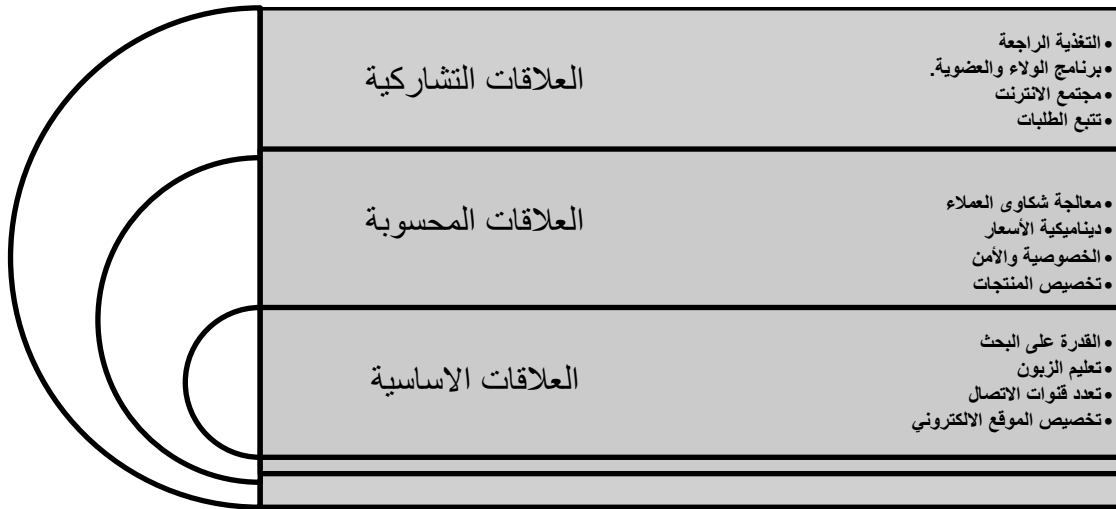 العلاقات التشاركية
•التغذية الراجعة
•برنامج الولاء والعضوية.
•مجتمع الانترنت
•تتبع الطلبات
العلاقات المحسوبة
•معالجة شكاوى العملاء
•ديناميكية الأسعار
•الخصوصية والأمن
•تخصيص المنتجات
العلاقات الاساسية
•القدرة على البحث
•تعليم الزبون
•تعدد قنوات الاتصال
•تخصيص الموقع الالكتروني